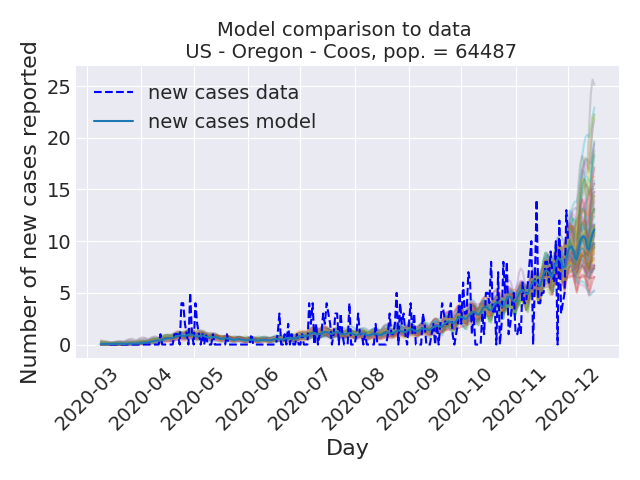 Model comparison to data
US - Oregon - Coos, pop. = 64487
Number of new cases reported
25
20
15
10
5
0
new cases data
new cases model
2020-03
2020-04
2020-05
2020-06
2020-07
2020-08
2020-09
2020-10
2020-11
2020-12
Day